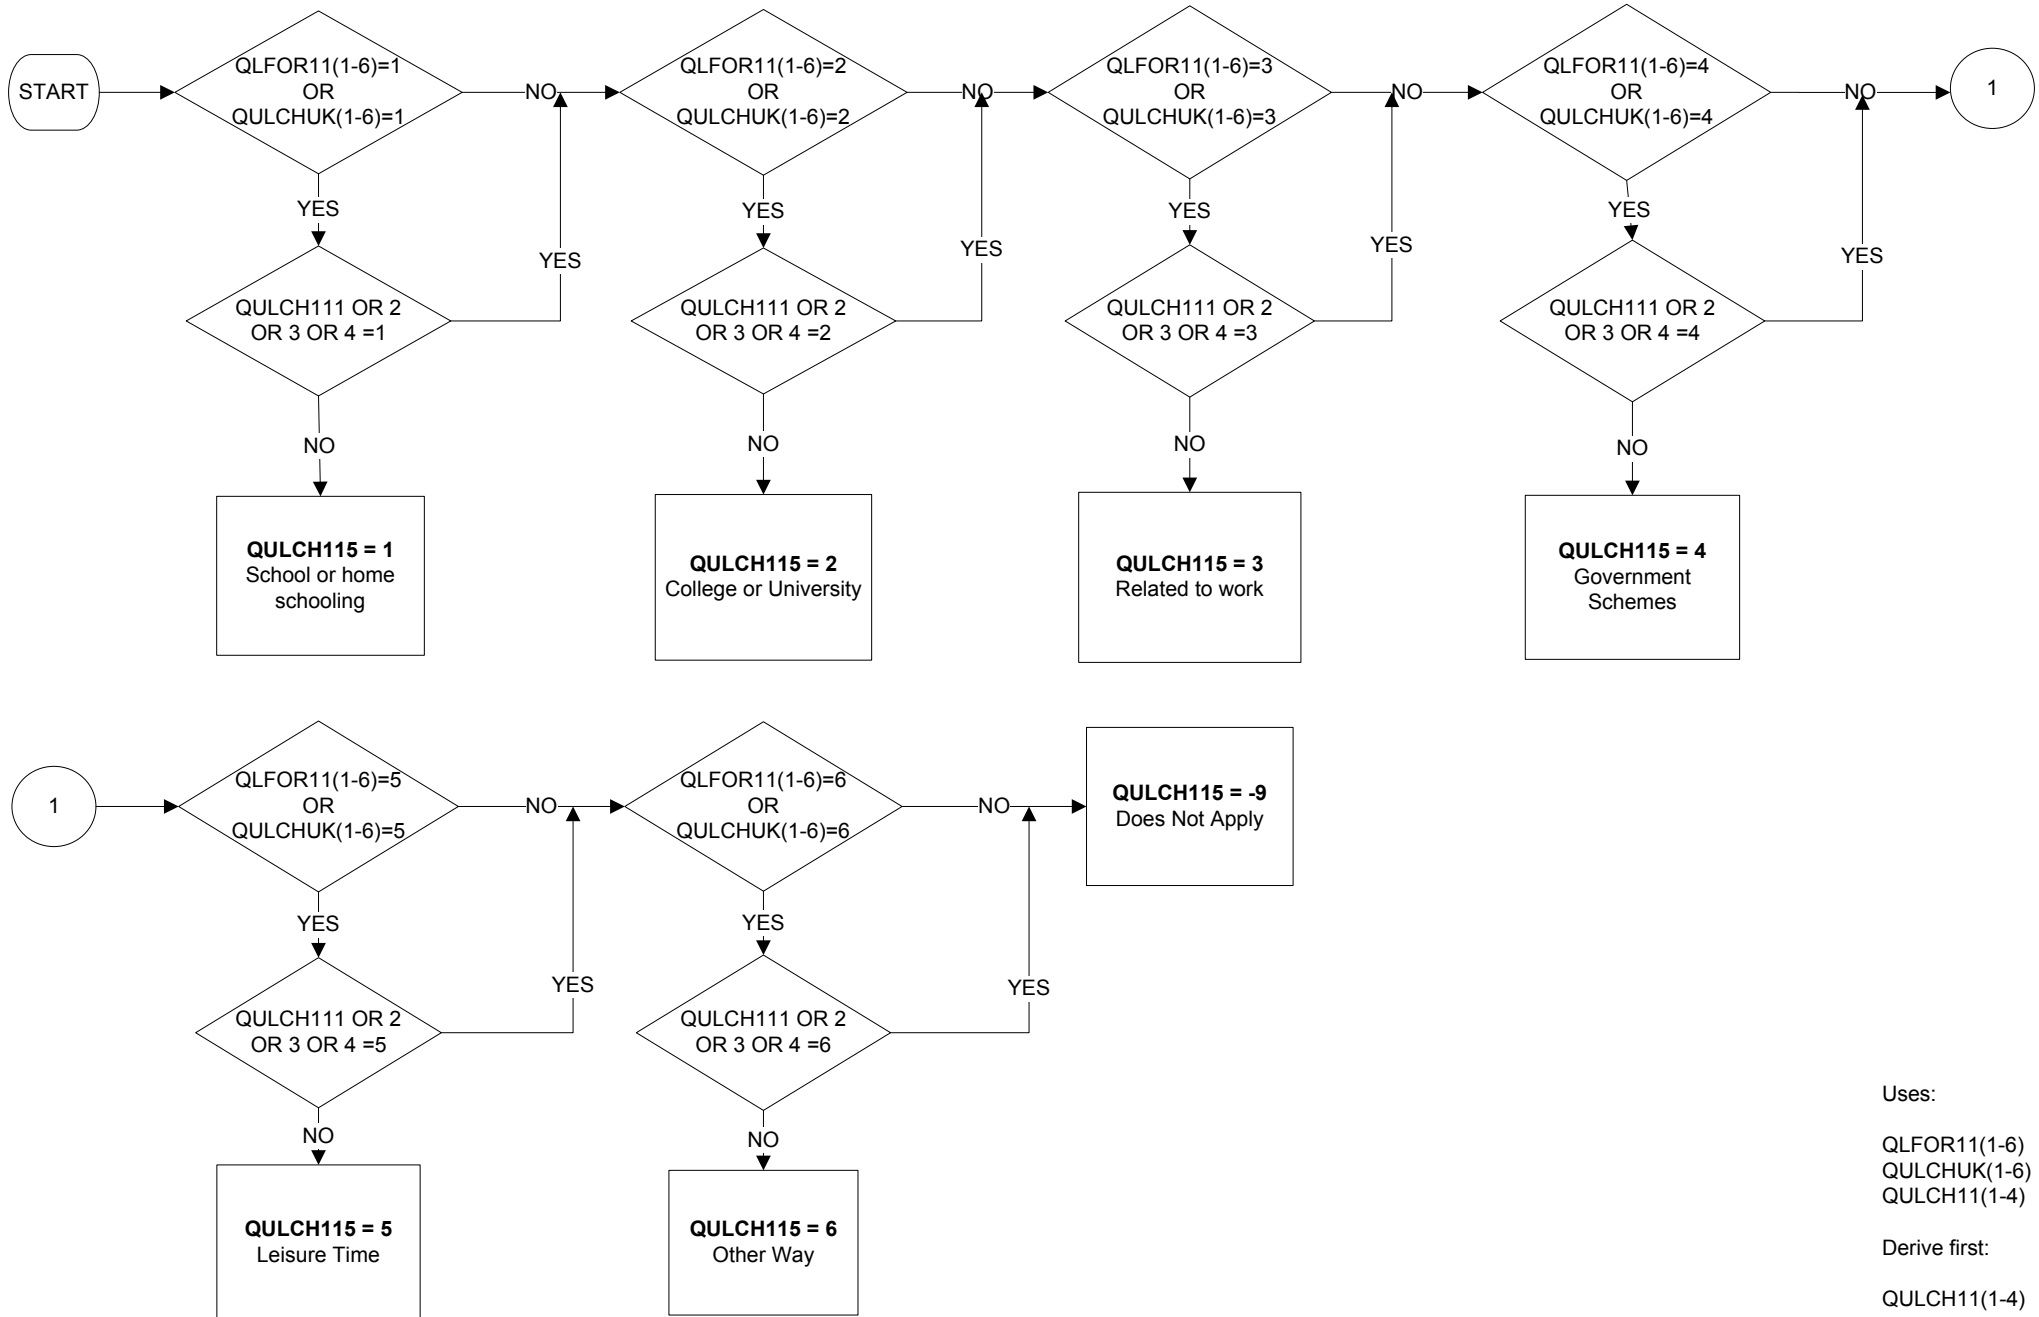 START
QLFOR11(1-6)=1
OR
QULCHUK(1-6)=1
NO
QLFOR11(1-6)=2
OR
QULCHUK(1-6)=2
NO
QLFOR11(1-6)=3
OR
QULCHUK(1-6)=3
NO
QLFOR11(1-6)=4
OR
QULCHUK(1-6)=4
NO
1
YES
YES
YES
YES
YES
YES
YES
YES
QULCH111 OR 2
OR 3 OR 4 =1
QULCH111 OR 2
OR 3 OR 4 =2
QULCH111 OR 2
OR 3 OR 4 =3
QULCH111 OR 2
OR 3 OR 4 =4
NO
NO
NO
NO
QULCH115 = 1
School or home
schooling
QULCH115 = 2
College or University
QULCH115 = 3
Related to work
QULCH115 = 4
Government
Schemes
1
QLFOR11(1-6)=5
OR
QULCHUK(1-6)=5
NO
QLFOR11(1-6)=6
OR
QULCHUK(1-6)=6
NO
QULCH115 = -9
Does Not Apply
YES
YES
YES
YES
QULCH111 OR 2
OR 3 OR 4 =5
QULCH111 OR 2
OR 3 OR 4 =6
NO
NO
QULCH115 = 5
Leisure Time
QULCH115 = 6
Other Way
Uses:
QLFOR11(1-6)
QULCHUK(1-6)
QULCH11(1-4)
Derive first:
QULCH11(1-4)